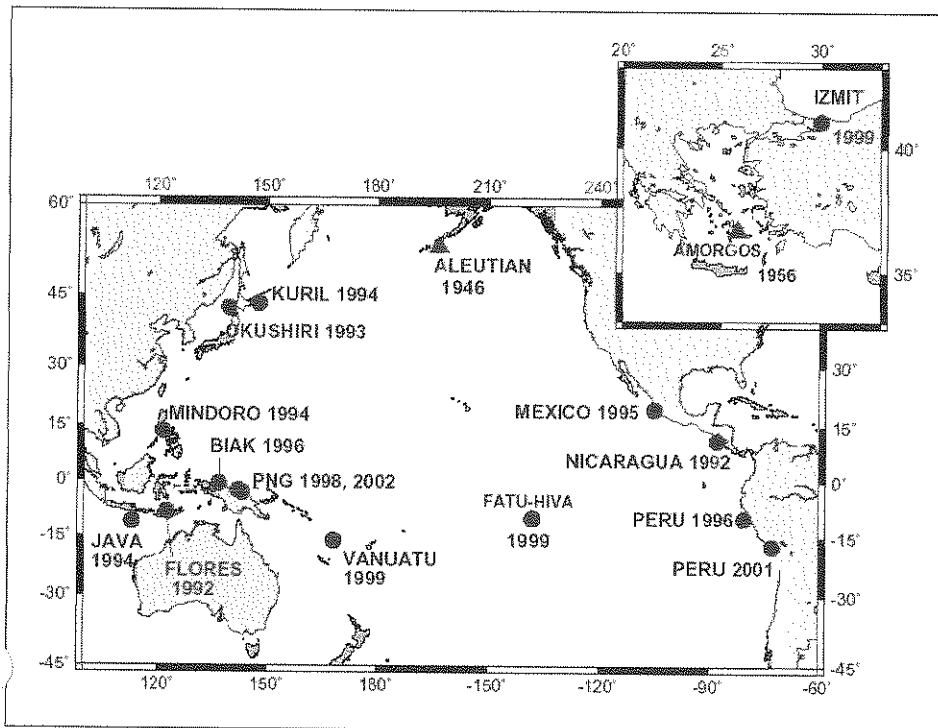 20° 25° 30°
IZMIT
1999
40°
AMORGOS
1956
35°
120° 150° 180° 210° 240°
60°
ALEUTIAN
1946
45°
KURIL 1994
OKUSHIRI 1993
30° 30°
15° MINDORO 1994 MEXICO 1995 15°
BIAK 1996
NICARAGUA 1992
0° PNG 1998, 2002 0°
FATU-HIVA
1999
PERU 1996
-15° -15°
JAVA
1994
VANUATU
1999
PERU 2001
FLORES
1992
-30° -30°
-45° -45°
120° 150° 180° -150° -120° -90° -60°